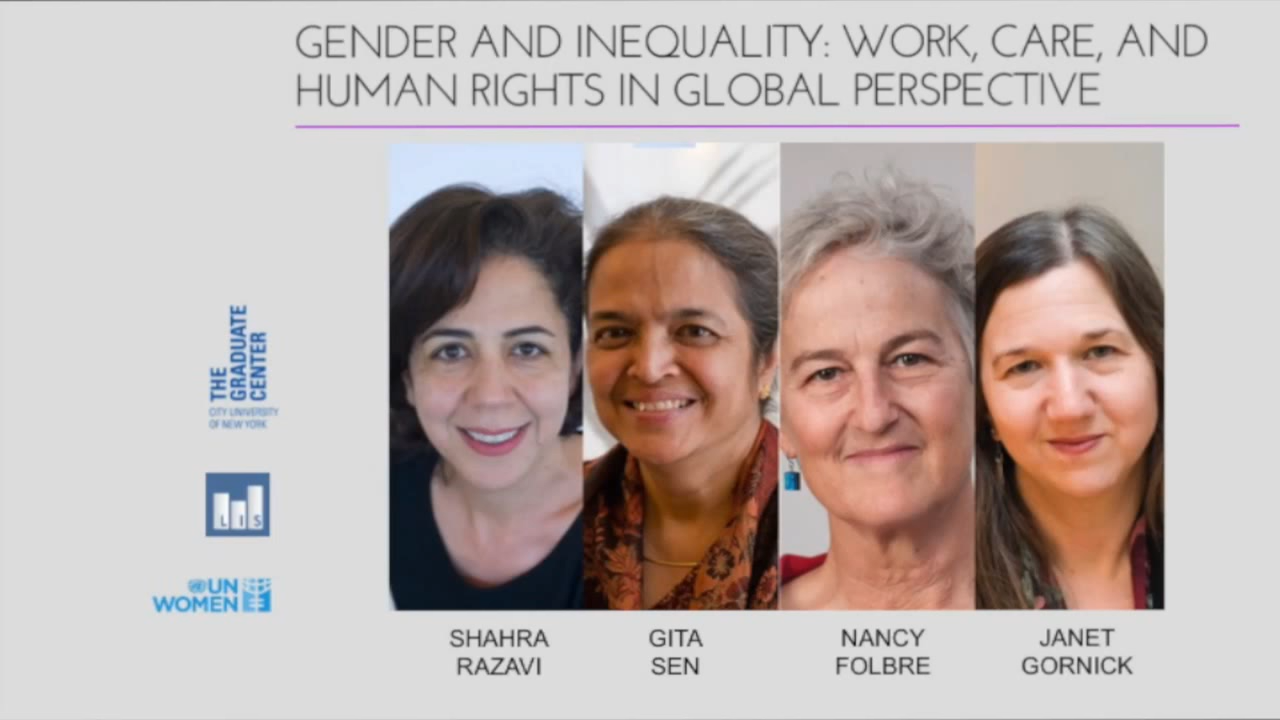 GENDER AND INEQUALITY: WORK, CARE, AND
HUMAN RIGHTS IN GLOBAL PERSPECTIVE
THE
GRADUATE
CENTER
CITY UNIVERSITY
OF NEW YORK
LIS
UN
WOMEN
SHAHRA
RAZAVI
GITA
SEN
NANCY
FOLBRE
JANET
GORNICK